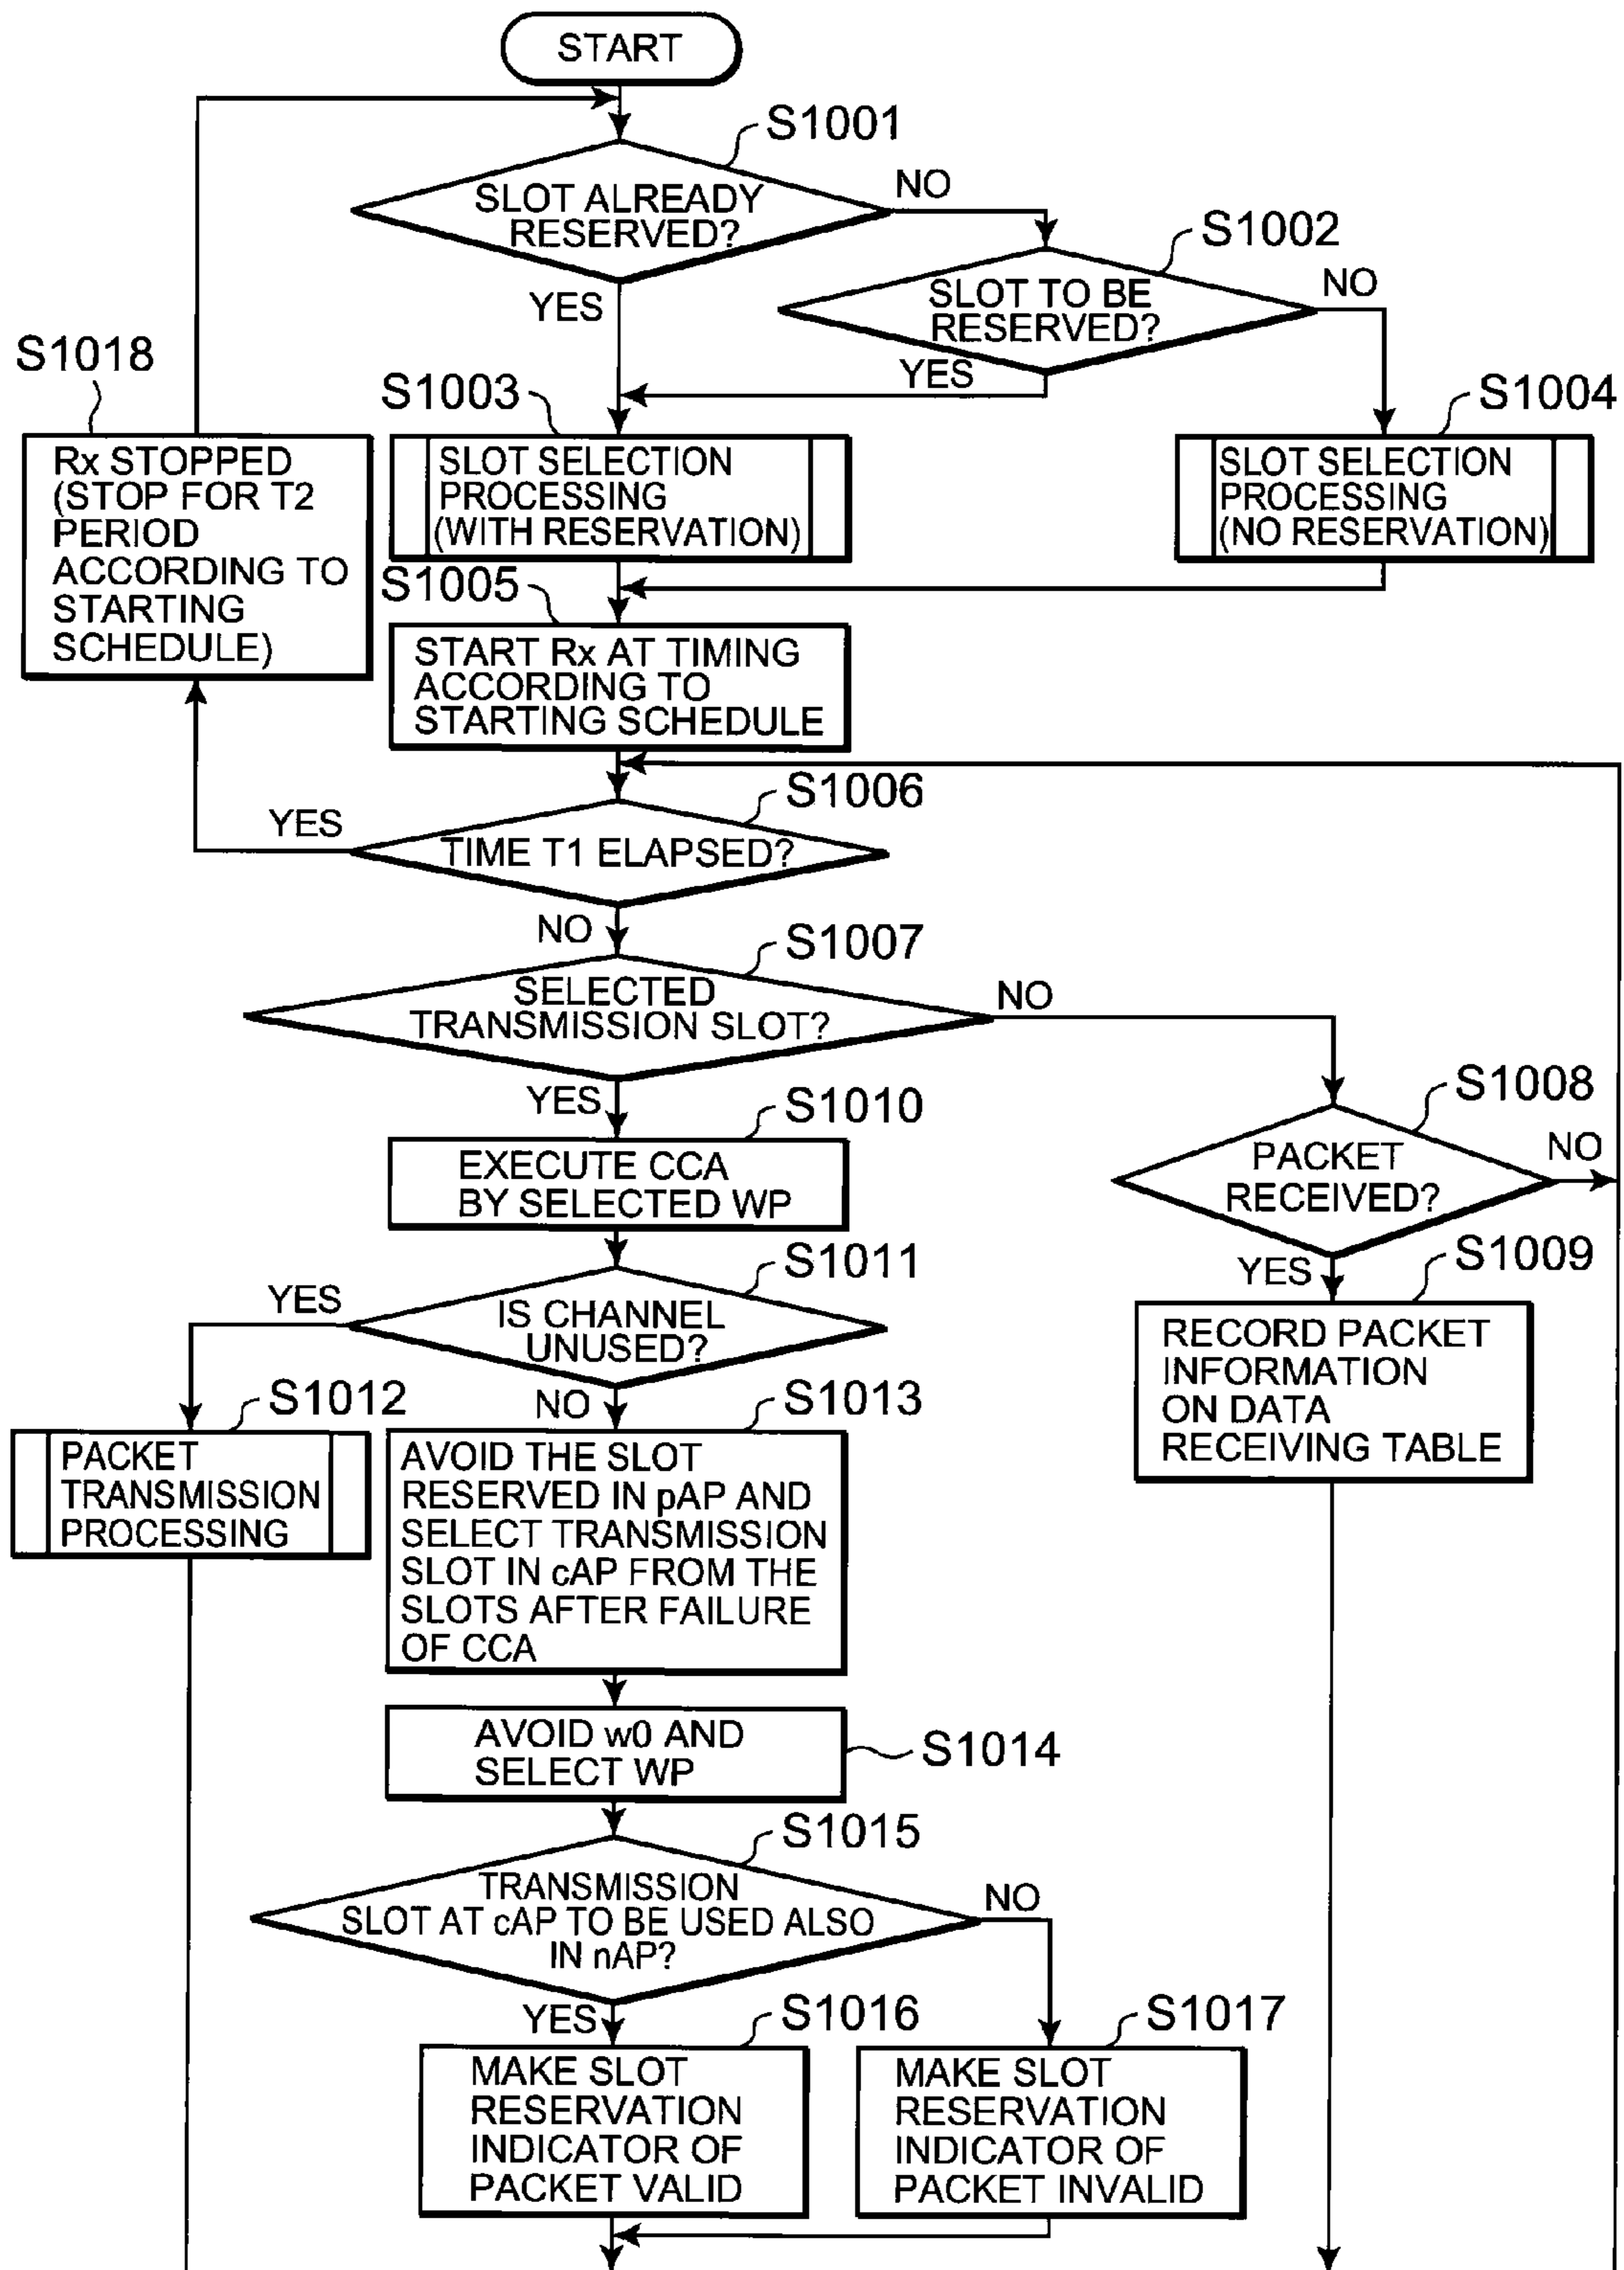 START
S1001
SLOT ALREADY
RESERVED?
NO
YES
S1002
SLOT TO BE
RESERVED?
NO
YES
S1018
Rx STOPPED
(STOP FOR T2
PERIOD
ACCORDING TO
STARTING
SCHEDULE)
S1003
SLOT SELECTION
PROCESSING
(WITH RESERVATION)
S1004
SLOT SELECTION
PROCESSING
(NO RESERVATION)
S1005
START Rx AT TIMING
ACCORDING TO
STARTING SCHEDULE
S1006
YES
TIME T1 ELAPSED?
NO
S1007
SELECTED
TRANSMISSION SLOT?
NO
YES
S1008
PACKET
RECEIVED?
NO
YES
S1009
RECORD PACKET
INFORMATION
ON DATA
RECEIVING TABLE
S1010
EXECUTE CCA
BY SELECTED WP
S1011
YES
IS CHANNEL
UNUSED?
NO
S1012
PACKET
TRANSMISSION
PROCESSING
S1013
AVOID THE SLOT
RESERVED IN pAP AND
SELECT TRANSMISSION
SLOT IN cAP FROM THE
SLOTS AFTER FAILURE
OF CCA
AVOID w0 AND
SELECT WP
S1014
S1015
TRANSMISSION
SLOT AT cAP TO BE USED ALSO
IN nAP?
NO
YES
S1016
MAKE SLOT
RESERVATION
INDICATOR OF
PACKET VALID
S1017
MAKE SLOT
RESERVATION
INDICATOR OF
PACKET INVALID